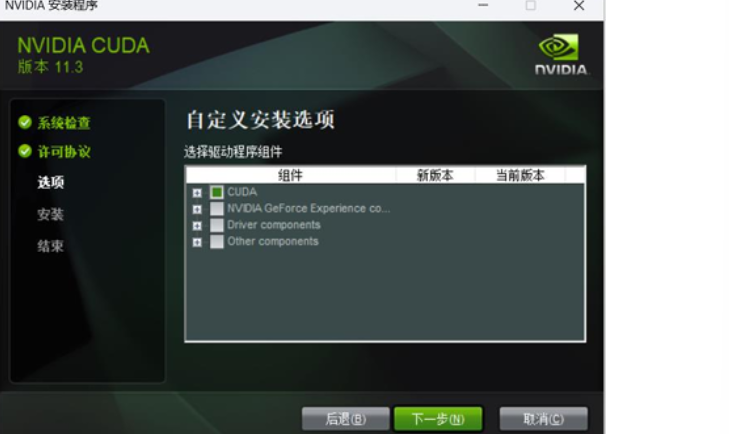 NVIDIA 安装程序
NVIDIA CUDA
版本 11.3
NVIDIA.
系统检查
许可协议
选项
安装
结束
自定义安装选项
选择驱动程序组件
组件 新版本 当前版本
CUDA
NVIDIA GeForce Experience co...
Driver components
Other components
后退(B) 下一步(N) 取消(C)